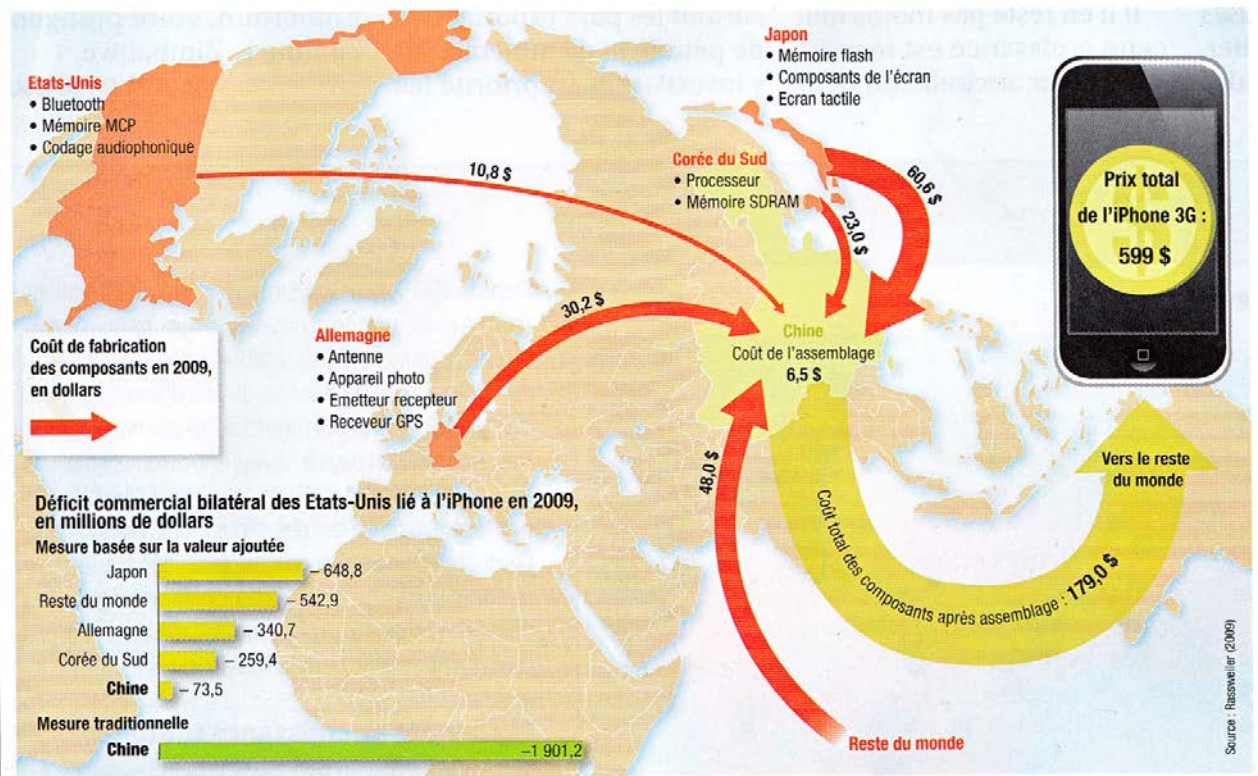 Etats-Unis
• Bluetooth
• Mémoire MCP
• Codage audiophonique
Japon
• Mémoire flash
• Composants de l'écran
• Ecran tactile
Corée du Sud
• Processeur
• Mémoire SDRAM
10,8 $
60,6 $
23,0 $
Prix total
de l'iPhone 3G :
599 $
30,2 $
Allemagne
• Antenne
• Appareil photo
• Emetteur recepteur
• Receveur GPS
Chine
Coût de l'assemblage
6,5 $
Coût de fabrication
des composants en 2009,
en dollars
48,0 $
Vers le reste
du monde
Coût total des composants après assemblage : 179,0 $
Reste du monde
Déficit commercial bilatéral des Etats-Unis lié à l'iPhone en 2009,
en millions de dollars
Mesure basée sur la valeur ajoutée
Japon – 648,8
Reste du monde – 542,9
Allemagne – 340,7
Corée du Sud – 259,4
Chine – 73,5
Mesure traditionnelle
Chine –1 901,2
Source : Rassweiler (2009)